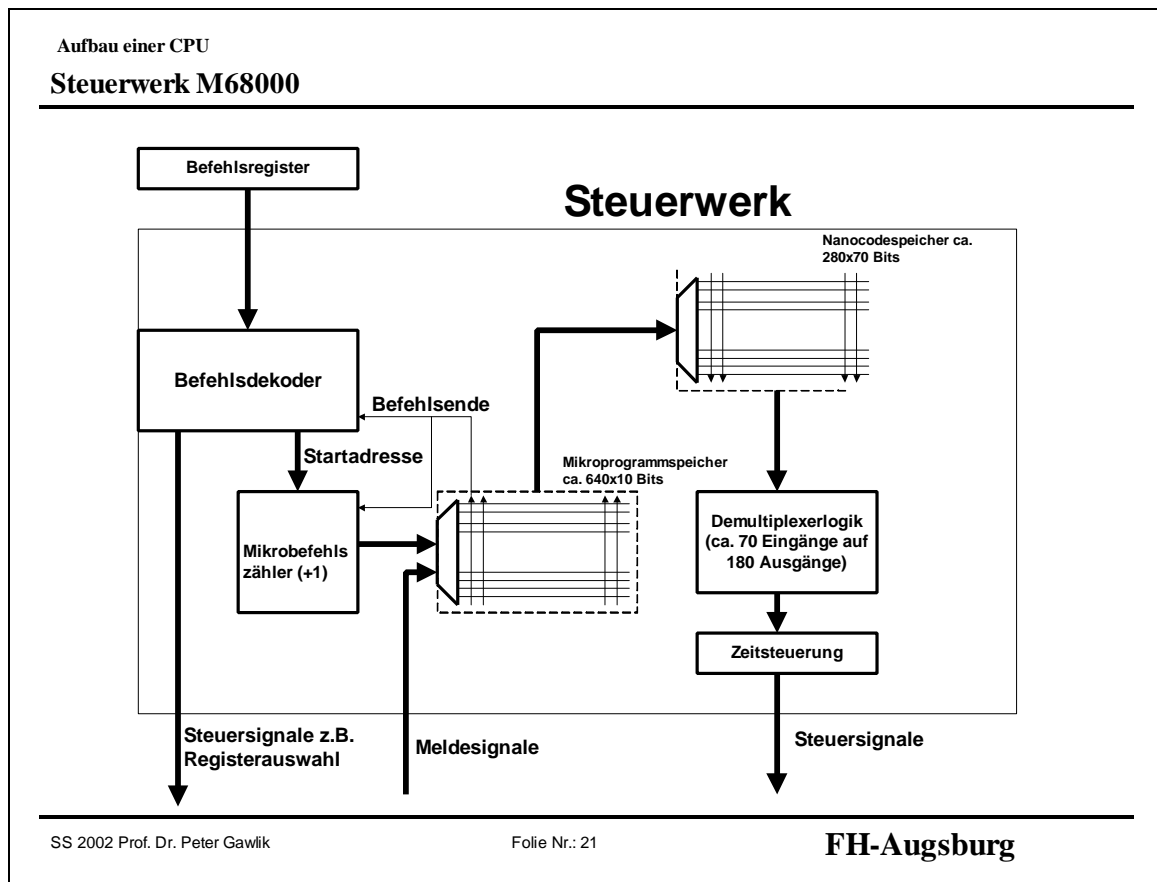 Aufbau einer CPU
Steuerwerk M68000
Befehlsregister
Steuerwerk
Nanocodespeicher ca.
280x70 Bits
Befehlsdekoder
Befehlsende
Startadresse
Mikroprogrammspeicher
ca. 640x10 Bits
Mikrobefehls
zähler (+1)
Demultiplexerlogik
(ca. 70 Eingänge auf
180 Ausgänge)
Zeitsteuerung
Steuersignale z.B.
Registerauswahl
Meldesignale
Steuersignale
SS 2002 Prof. Dr. Peter Gawlik
Folie Nr.: 21
FH-Augsburg